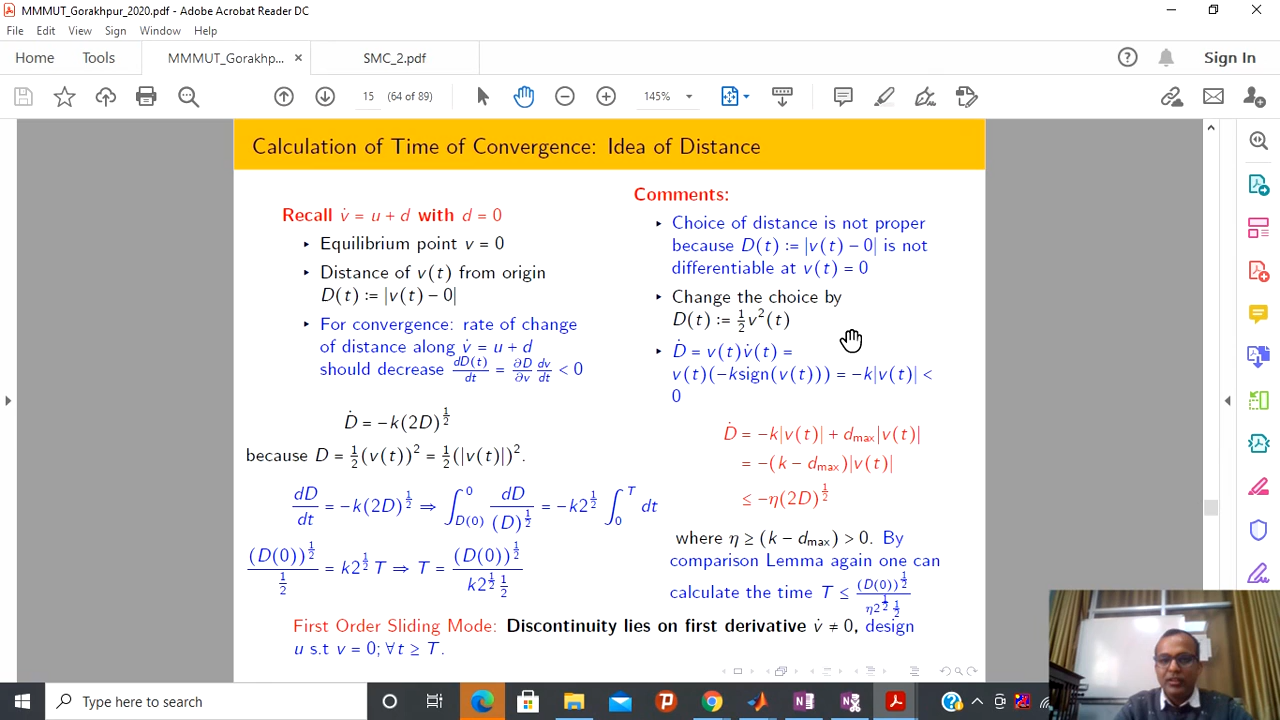 MMMUT_Gorakhpur_2020.pdf - Adobe Acrobat Reader DC
File Edit View Sign Window Help
Home Tools MMMUT_Gorakhp... × SMC_2.pdf Sign In
15 (64 of 89) 145%
Calculation of Time of Convergence: Idea of Distance
Recall v̇ = u + d with d = 0
▸ Equilibrium point v = 0
▸ Distance of v(t) from origin
D(t) := |v(t) − 0|
▸ For convergence: rate of change
of distance along v̇ = u + d
should decrease dD(t)/dt = ∂D/∂v dv/dt < 0
Ḋ = −k(2D)^{1/2}
because D = 1/2(v(t))² = 1/2(|v(t)|)².
dD/dt = −k(2D)^{1/2} ⇒ ∫_{D(0)}^{0} dD/(D)^{1/2} = −k2^{1/2} ∫_{0}^{T} dt
(D(0))^{1/2}/(1/2) = k2^{1/2} T ⇒ T = (D(0))^{1/2}/(k2^{1/2} 1/2)
Comments:
▸ Choice of distance is not proper
because D(t) := |v(t) − 0| is not
differentiable at v(t) = 0
▸ Change the choice by
D(t) := 1/2 v²(t)
▸ Ḋ = v(t)v̇(t) =
v(t)(−ksign(v(t))) = −k|v(t)| <
0
Ḋ = −k|v(t)| + d_max|v(t)|
= −(k − d_max)|v(t)|
≤ −η(2D)^{1/2}
where η ≥ (k − d_max) > 0. By
comparison Lemma again one can
calculate the time T ≤ (D(0))^{1/2}/(η2^{1/2} 1/2)
First Order Sliding Mode: Discontinuity lies on first derivative v̇ ≠ 0, design
u s.t v = 0; ∀t ≥ T.
Type here to search